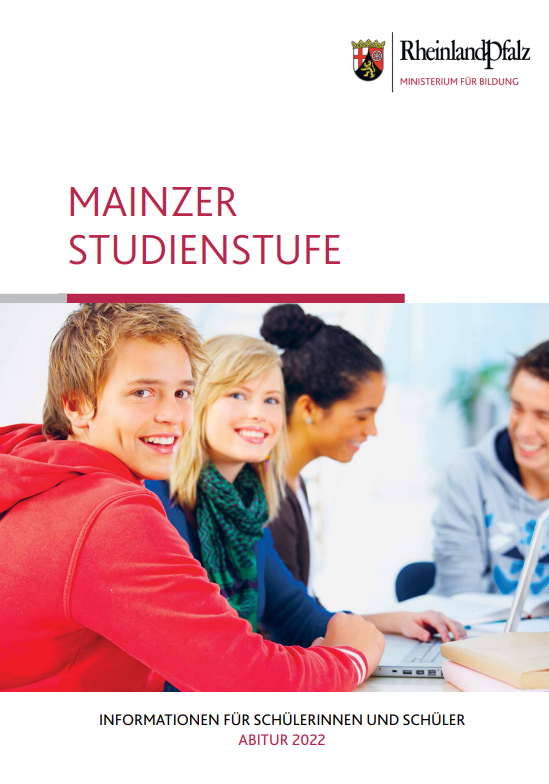 RheinlandPfalz
MINISTERIUM FÜR BILDUNG
MAINZER
STUDIENSTUFE
INFORMATIONEN FÜR SCHÜLERINNEN UND SCHÜLER
ABITUR 2022